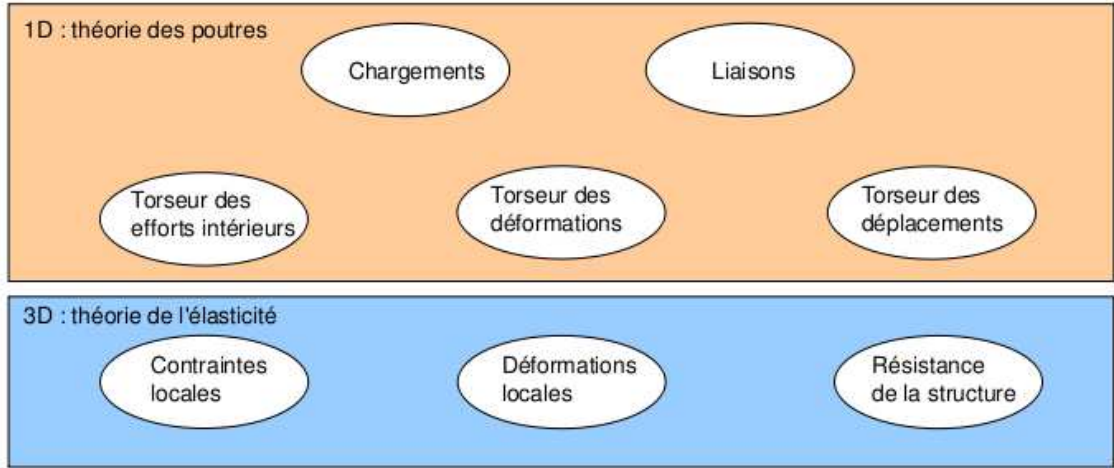 1D : théorie des poutres
Chargements
Liaisons
Torseur des
efforts intérieurs
Torseur des
déformations
Torseur des
déplacements
3D : théorie de l'élasticité
Contraintes
locales
Déformations
locales
Résistance
de la structure